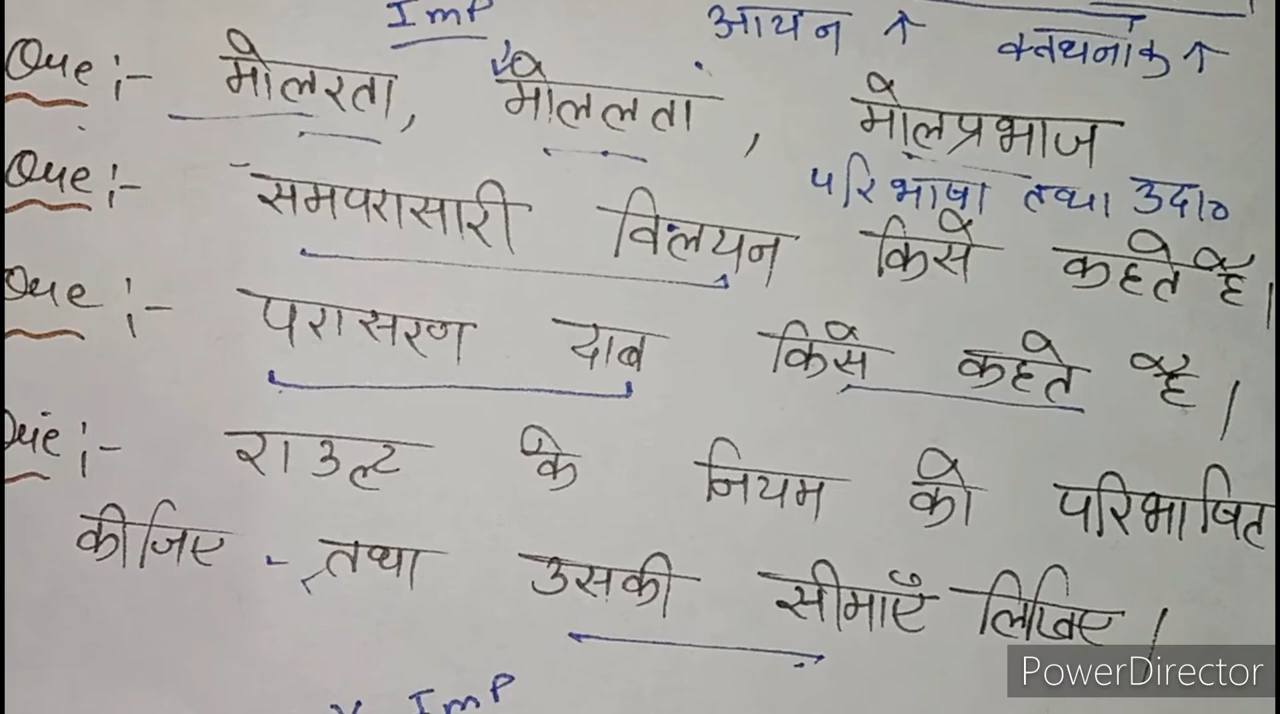 Imp आयन ↑ क्वथनांक ↑
Que :- मोलरता, मोललता, मोलप्रभाज
परिभाषा तथा उदा०
Que :- समपरासारी विलयन किसे कहते है।
Que :- परासरण दाब किसे कहते है।
Que :- राउल्ट के नियम को परिभाषित
कीजिए - तथा उसकी सीमाएँ लिखिए।
Imp
PowerDirector